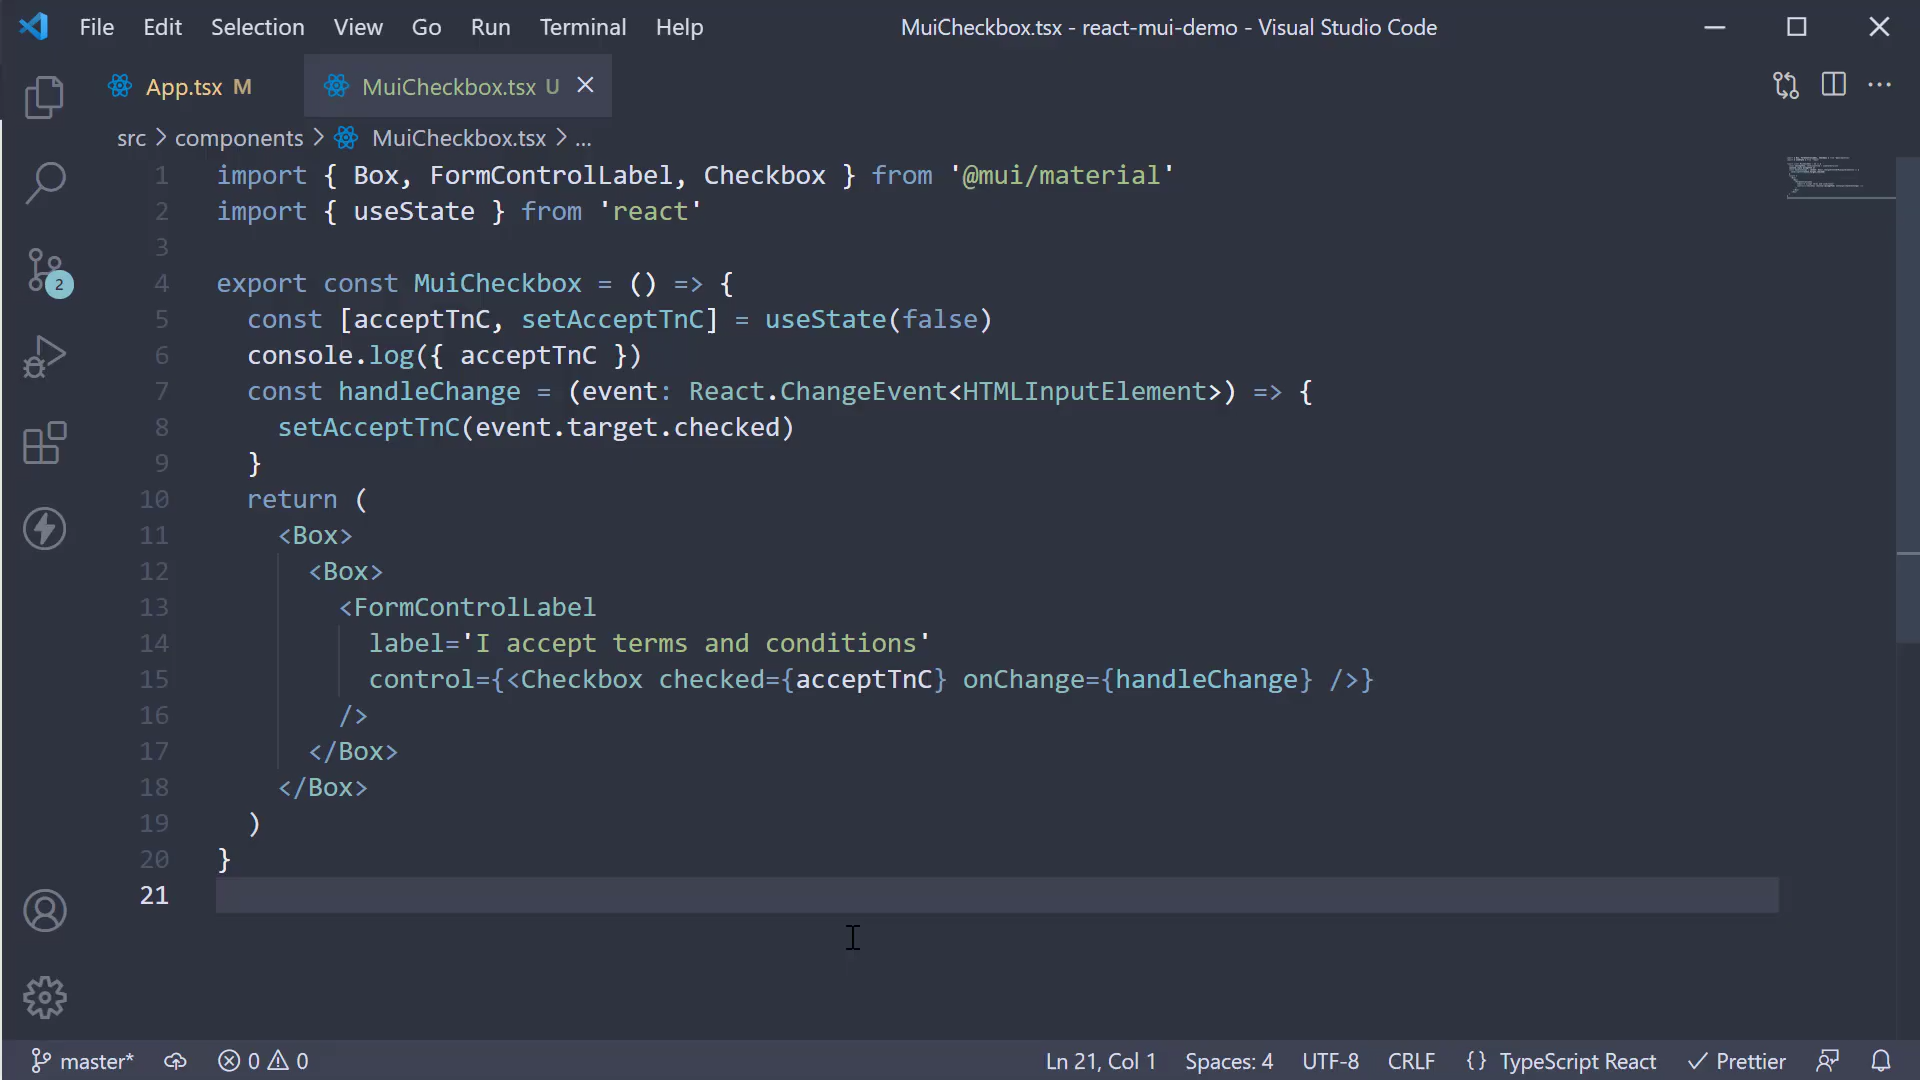 File Edit Selection View Go Run Terminal Help MuiCheckbox.tsx - react-mui-demo - Visual Studio Code
App.tsx M MuiCheckbox.tsx U
src > components > MuiCheckbox.tsx > ...
1 import { Box, FormControlLabel, Checkbox } from '@mui/material'
2 import { useState } from 'react'
3
4 export const MuiCheckbox = () => {
5 const [acceptTnC, setAcceptTnC] = useState(false)
6 console.log({ acceptTnC })
7 const handleChange = (event: React.ChangeEvent<HTMLInputElement>) => {
8 setAcceptTnC(event.target.checked)
9 }
10 return (
11 <Box>
12 <Box>
13 <FormControlLabel
14 label='I accept terms and conditions'
15 control={<Checkbox checked={acceptTnC} onChange={handleChange} />}
16 />
17 </Box>
18 </Box>
19 )
20 }
21
2
master* 0 0 Ln 21, Col 1 Spaces: 4 UTF-8 CRLF {} TypeScript React Prettier